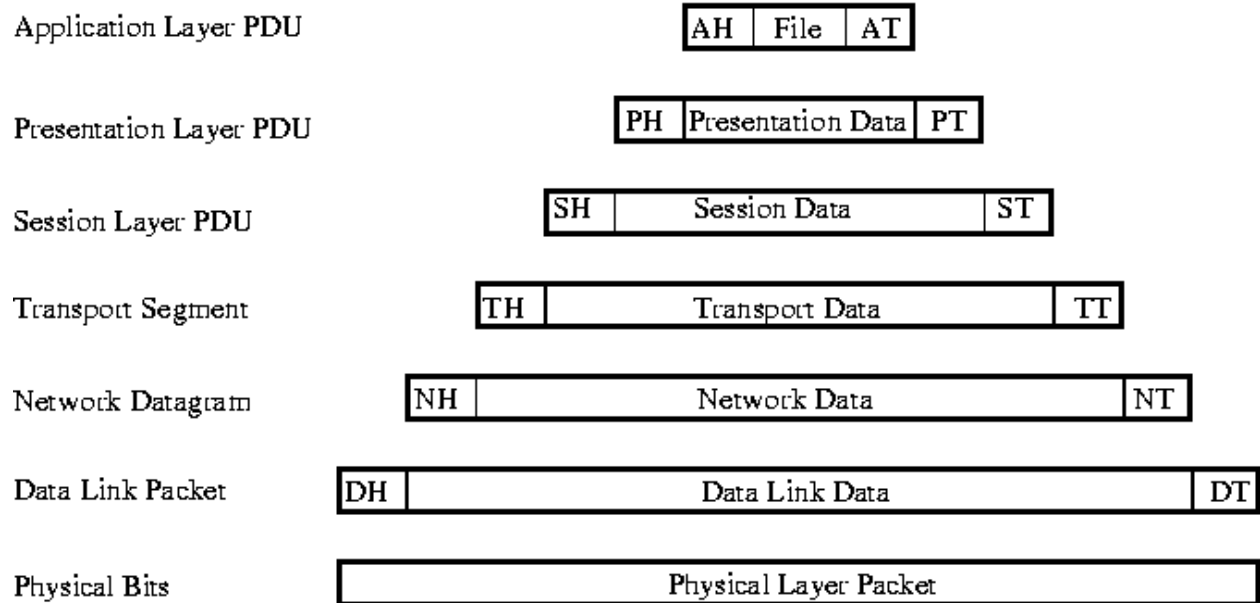 Application Layer PDU AH File AT
Presentation Layer PDU PH Presentation Data PT
Session Layer PDU SH Session Data ST
Transport Segment TH Transport Data TT
Network Datagram NH Network Data NT
Data Link Packet DH Data Link Data DT
Physical Bits Physical Layer Packet